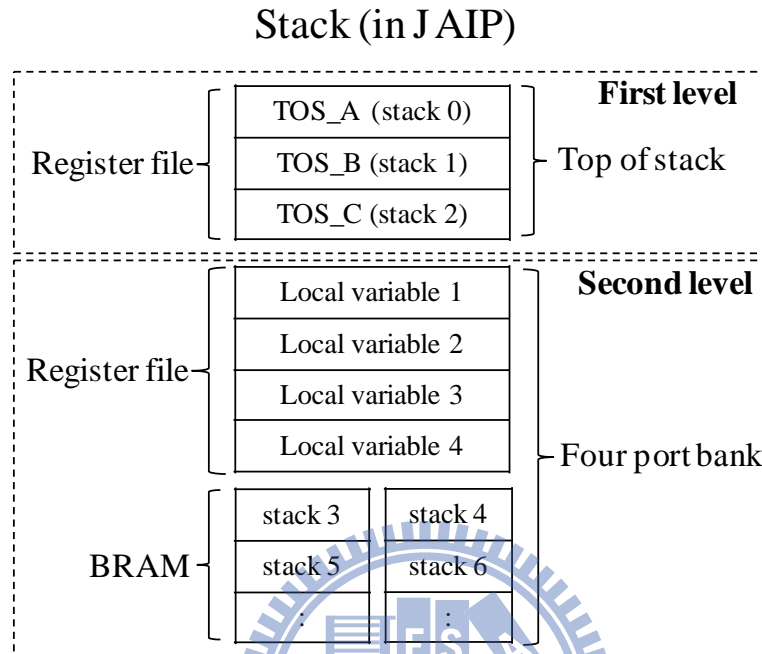 Stack (in JAIP)
First level
Register file
TOS_A (stack 0)
TOS_B (stack 1)
TOS_C (stack 2)
Top of stack
Second level
Register file
Local variable 1
Local variable 2
Local variable 3
Local variable 4
Four port bank
BRAM
stack 3 stack 4
stack 5 stack 6
: :